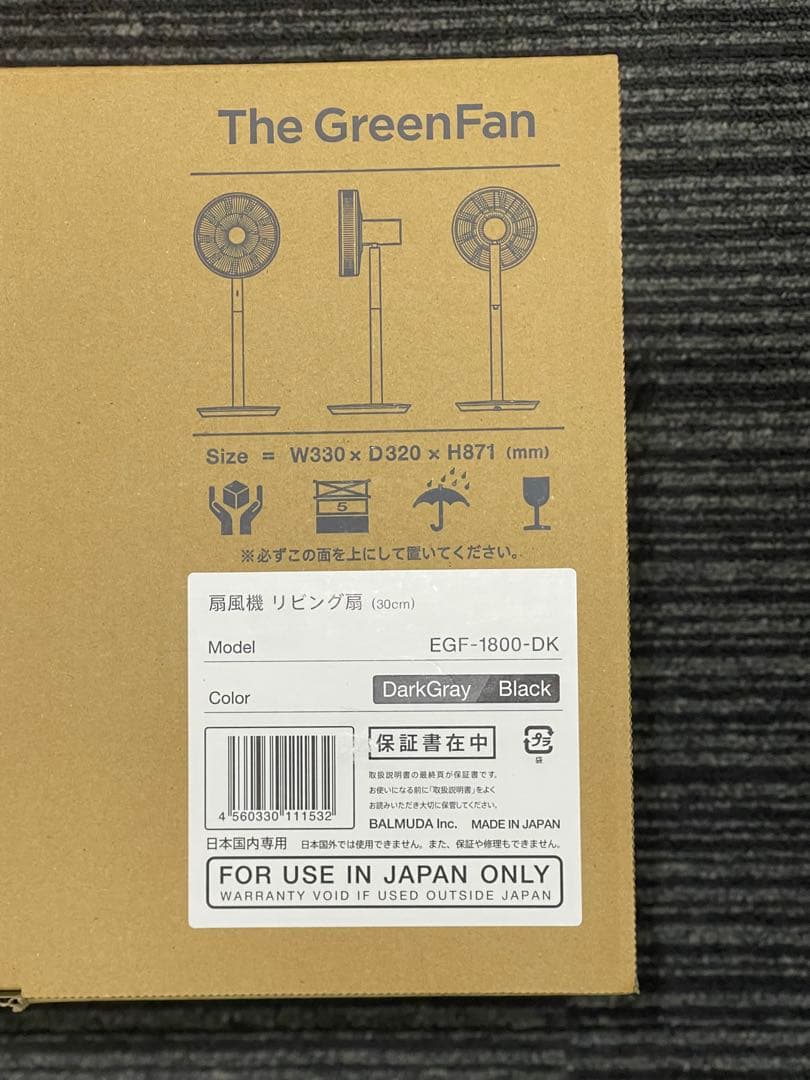 The GreenFan
Size = W330 × D320 × H871 (mm)
5
※必ずこの面を上にして置いてください。
扇風機 リビング扇 (30cm)
Model EGF-1800-DK
Color DarkGray Black
保証書在中 プラ
袋
取扱説明書の最終頁が保証書です。
お使いになる前に「取扱説明書」をよく
お読みいただき大切に保管してください。
4 560330 111532
BALMUDA Inc. MADE IN JAPAN
日本国内専用 日本国外では使用できません。また、保証や修理もできません。
FOR USE IN JAPAN ONLY
WARRANTY VOID IF USED OUTSIDE JAPAN